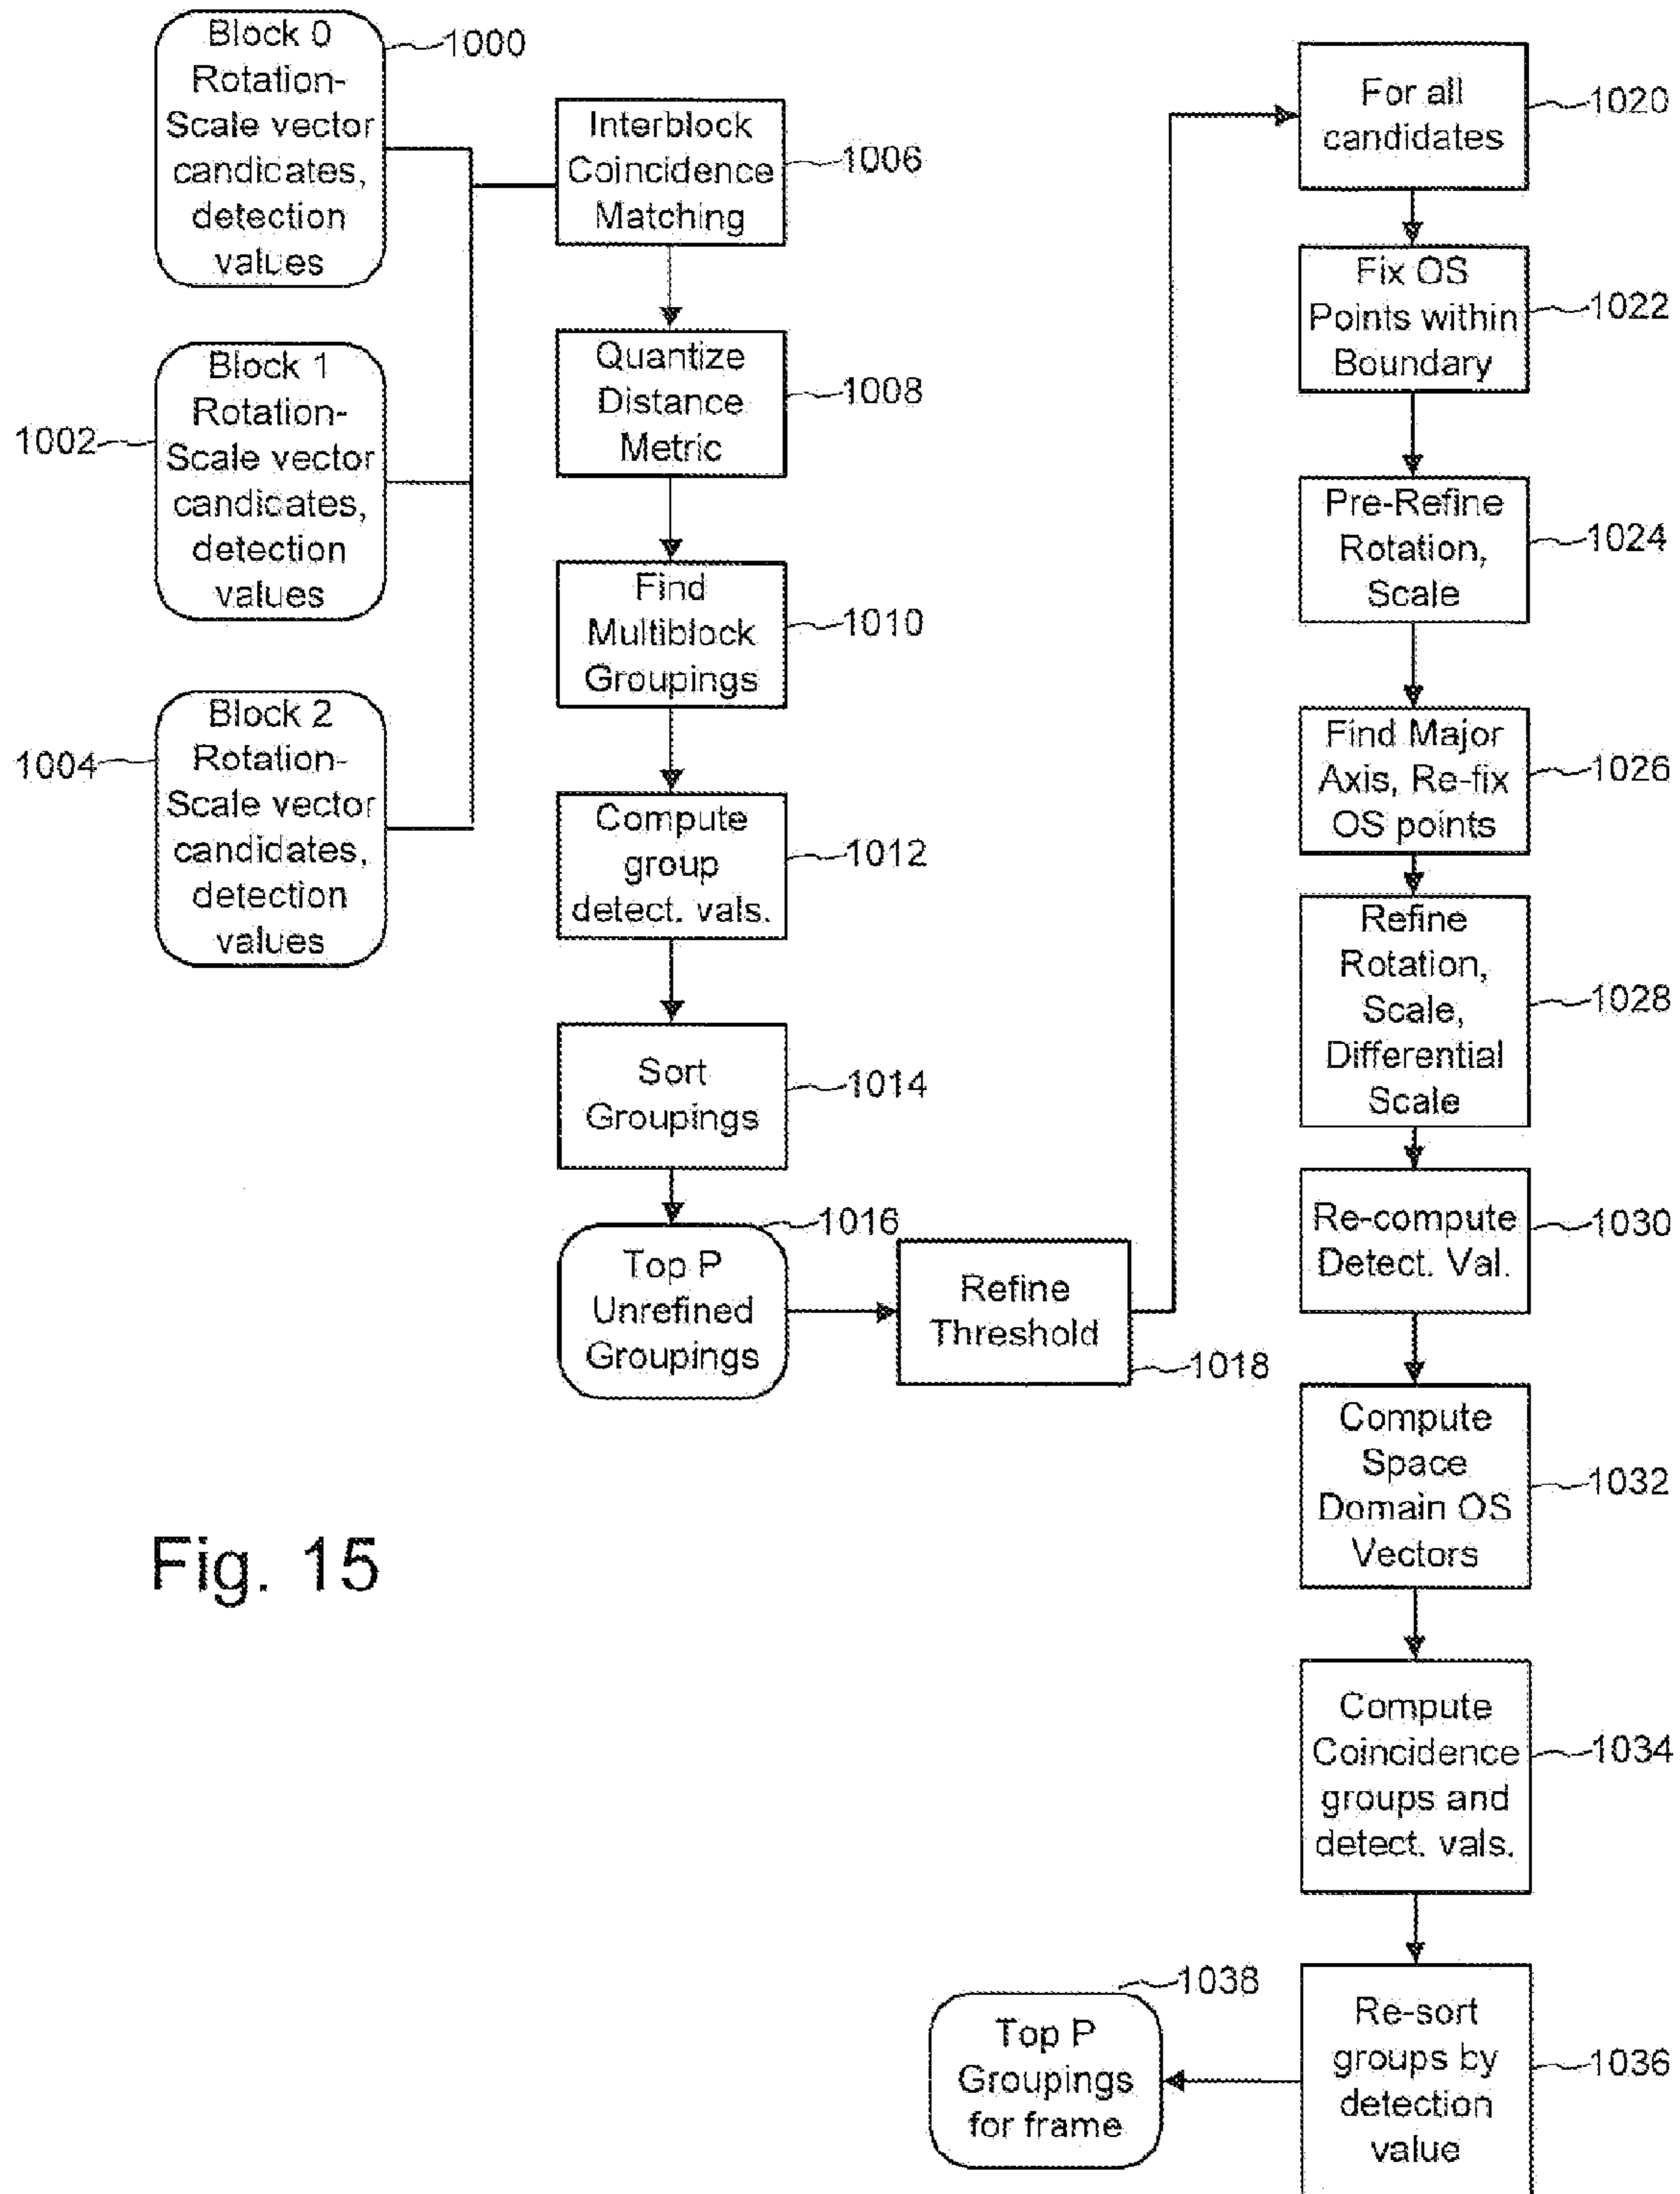 Block 0
Rotation-
Scale vector
candidates,
detection
values
1000
Block 1
Rotation-
Scale vector
candidates,
detection
values
1002
Block 2
Rotation-
Scale vector
candidates,
detection
values
1004
Interblock
Coincidence
Matching
1006
Quantize
Distance
Metric
1008
Find
Multiblock
Groupings
1010
Compute
group
detect. vals.
1012
Sort
Groupings
1014
Top P
Unrefined
Groupings
1016
Refine
Threshold
1018
For all
candidates
1020
Fix OS
Points within
Boundary
1022
Pre-Refine
Rotation,
Scale
1024
Find Major
Axis, Re-fix
OS points
1026
Refine
Rotation,
Scale,
Differential
Scale
1028
Re-compute
Detect. Val.
1030
Compute
Space
Domain OS
Vectors
1032
Compute
Coincidence
groups and
detect. vals.
1034
Re-sort
groups by
detection
value
1036
Top P
Groupings
for frame
1038
Fig. 15